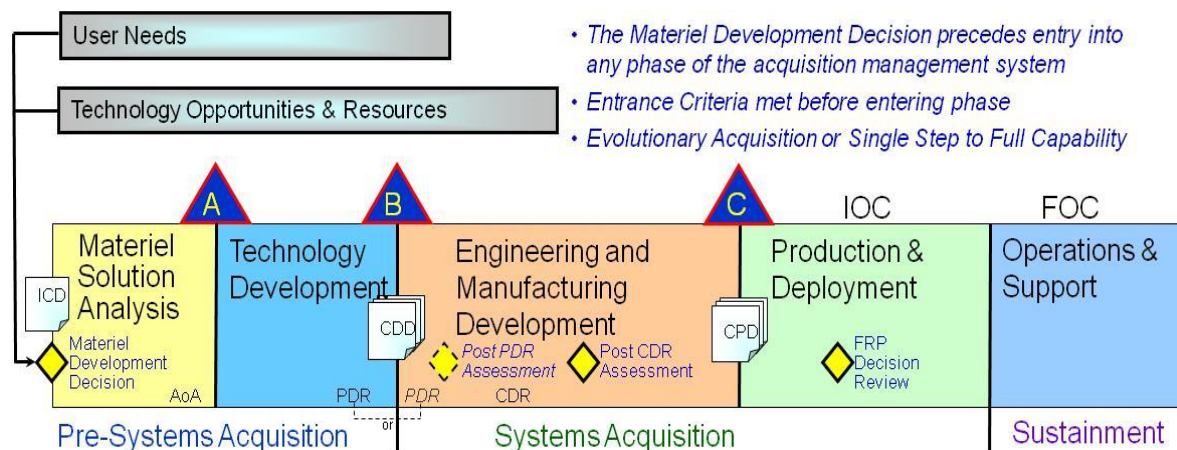 User Needs
Technology Opportunities & Resources
• The Materiel Development Decision precedes entry into
any phase of the acquisition management system
• Entrance Criteria met before entering phase
• Evolutionary Acquisition or Single Step to Full Capability
A
B
C
IOC
FOC
Materiel
Solution
Analysis
ICD
Materiel
Development
Decision
AoA
Technology
Development
CDD
PDR
or
PDR
Engineering and
Manufacturing
Development
Post PDR
Assessment
Post CDR
Assessment
CDR
CPD
Production &
Deployment
FRP
Decision
Review
Operations &
Support
Pre-Systems Acquisition
Systems Acquisition
Sustainment